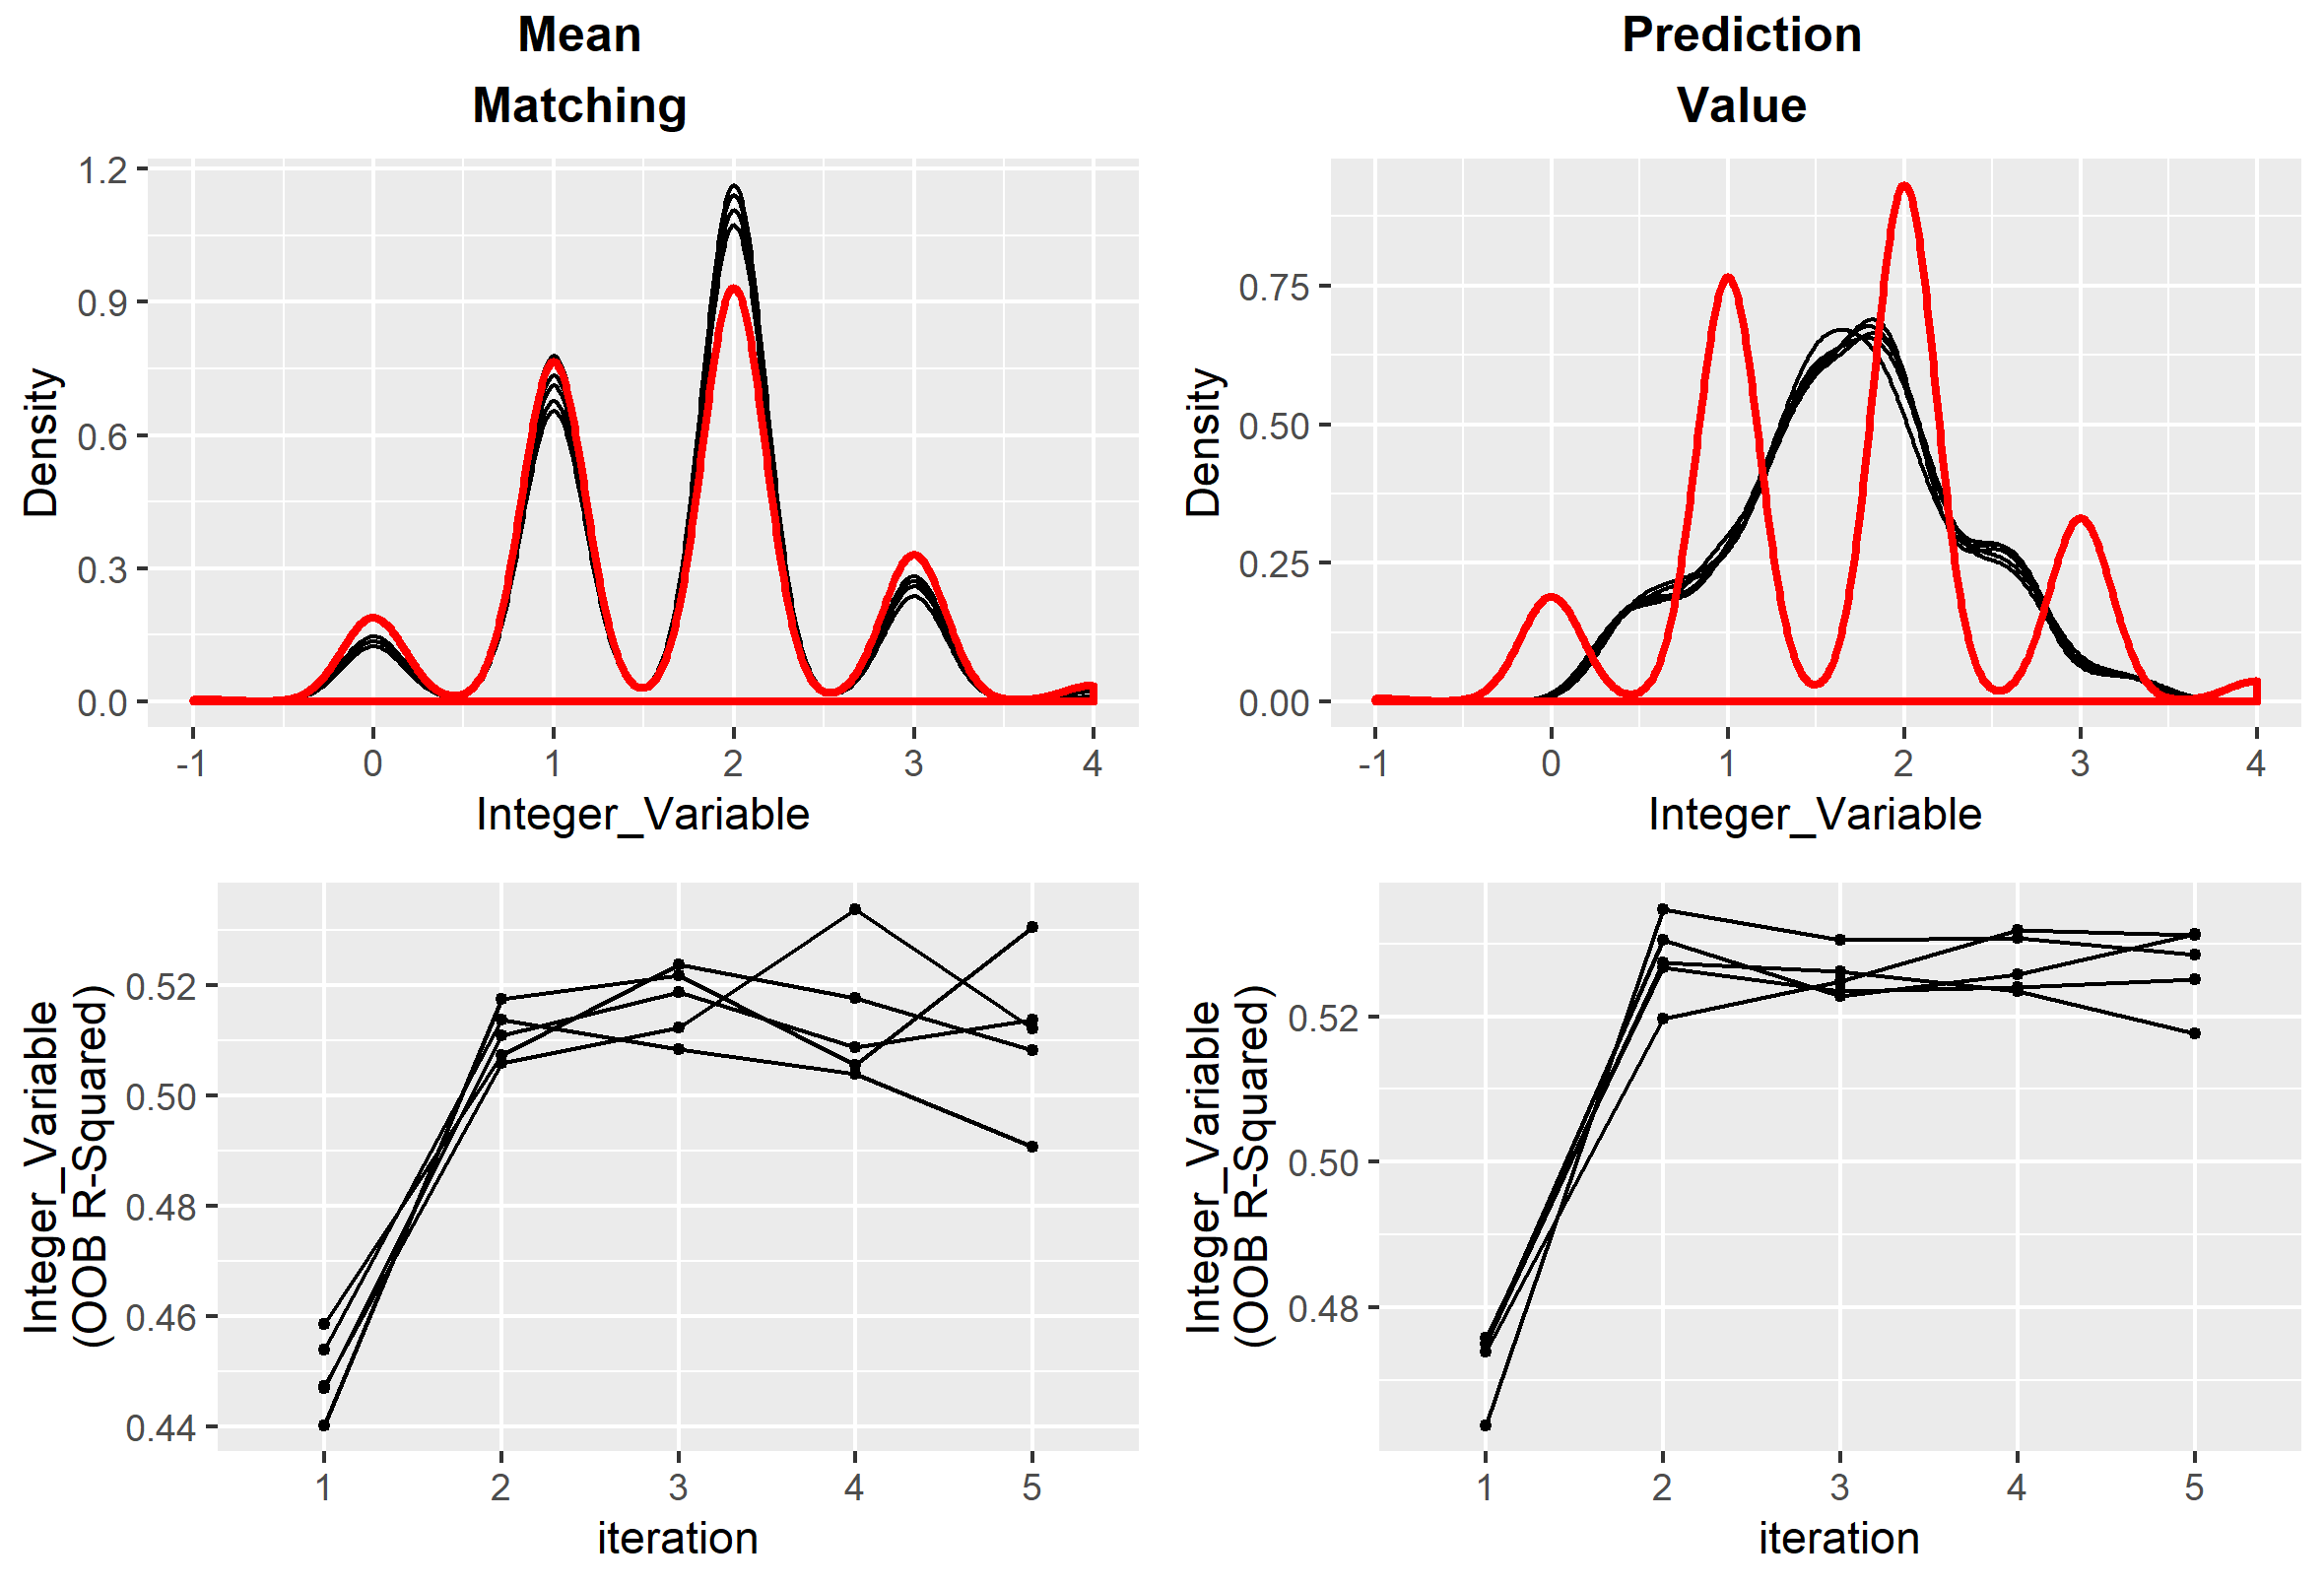 Mean
Matching
Prediction
Value
Density
1.2
0.9
0.6
0.3
0.0
-1 0 1 2 3 4
Integer_Variable
Density
0.75
0.50
0.25
0.00
-1 0 1 2 3 4
Integer_Variable
Integer_Variable
(OOB R-Squared)
0.52
0.50
0.48
0.46
0.44
1 2 3 4 5
iteration
Integer_Variable
(OOB R-Squared)
0.52
0.50
0.48
1 2 3 4 5
iteration